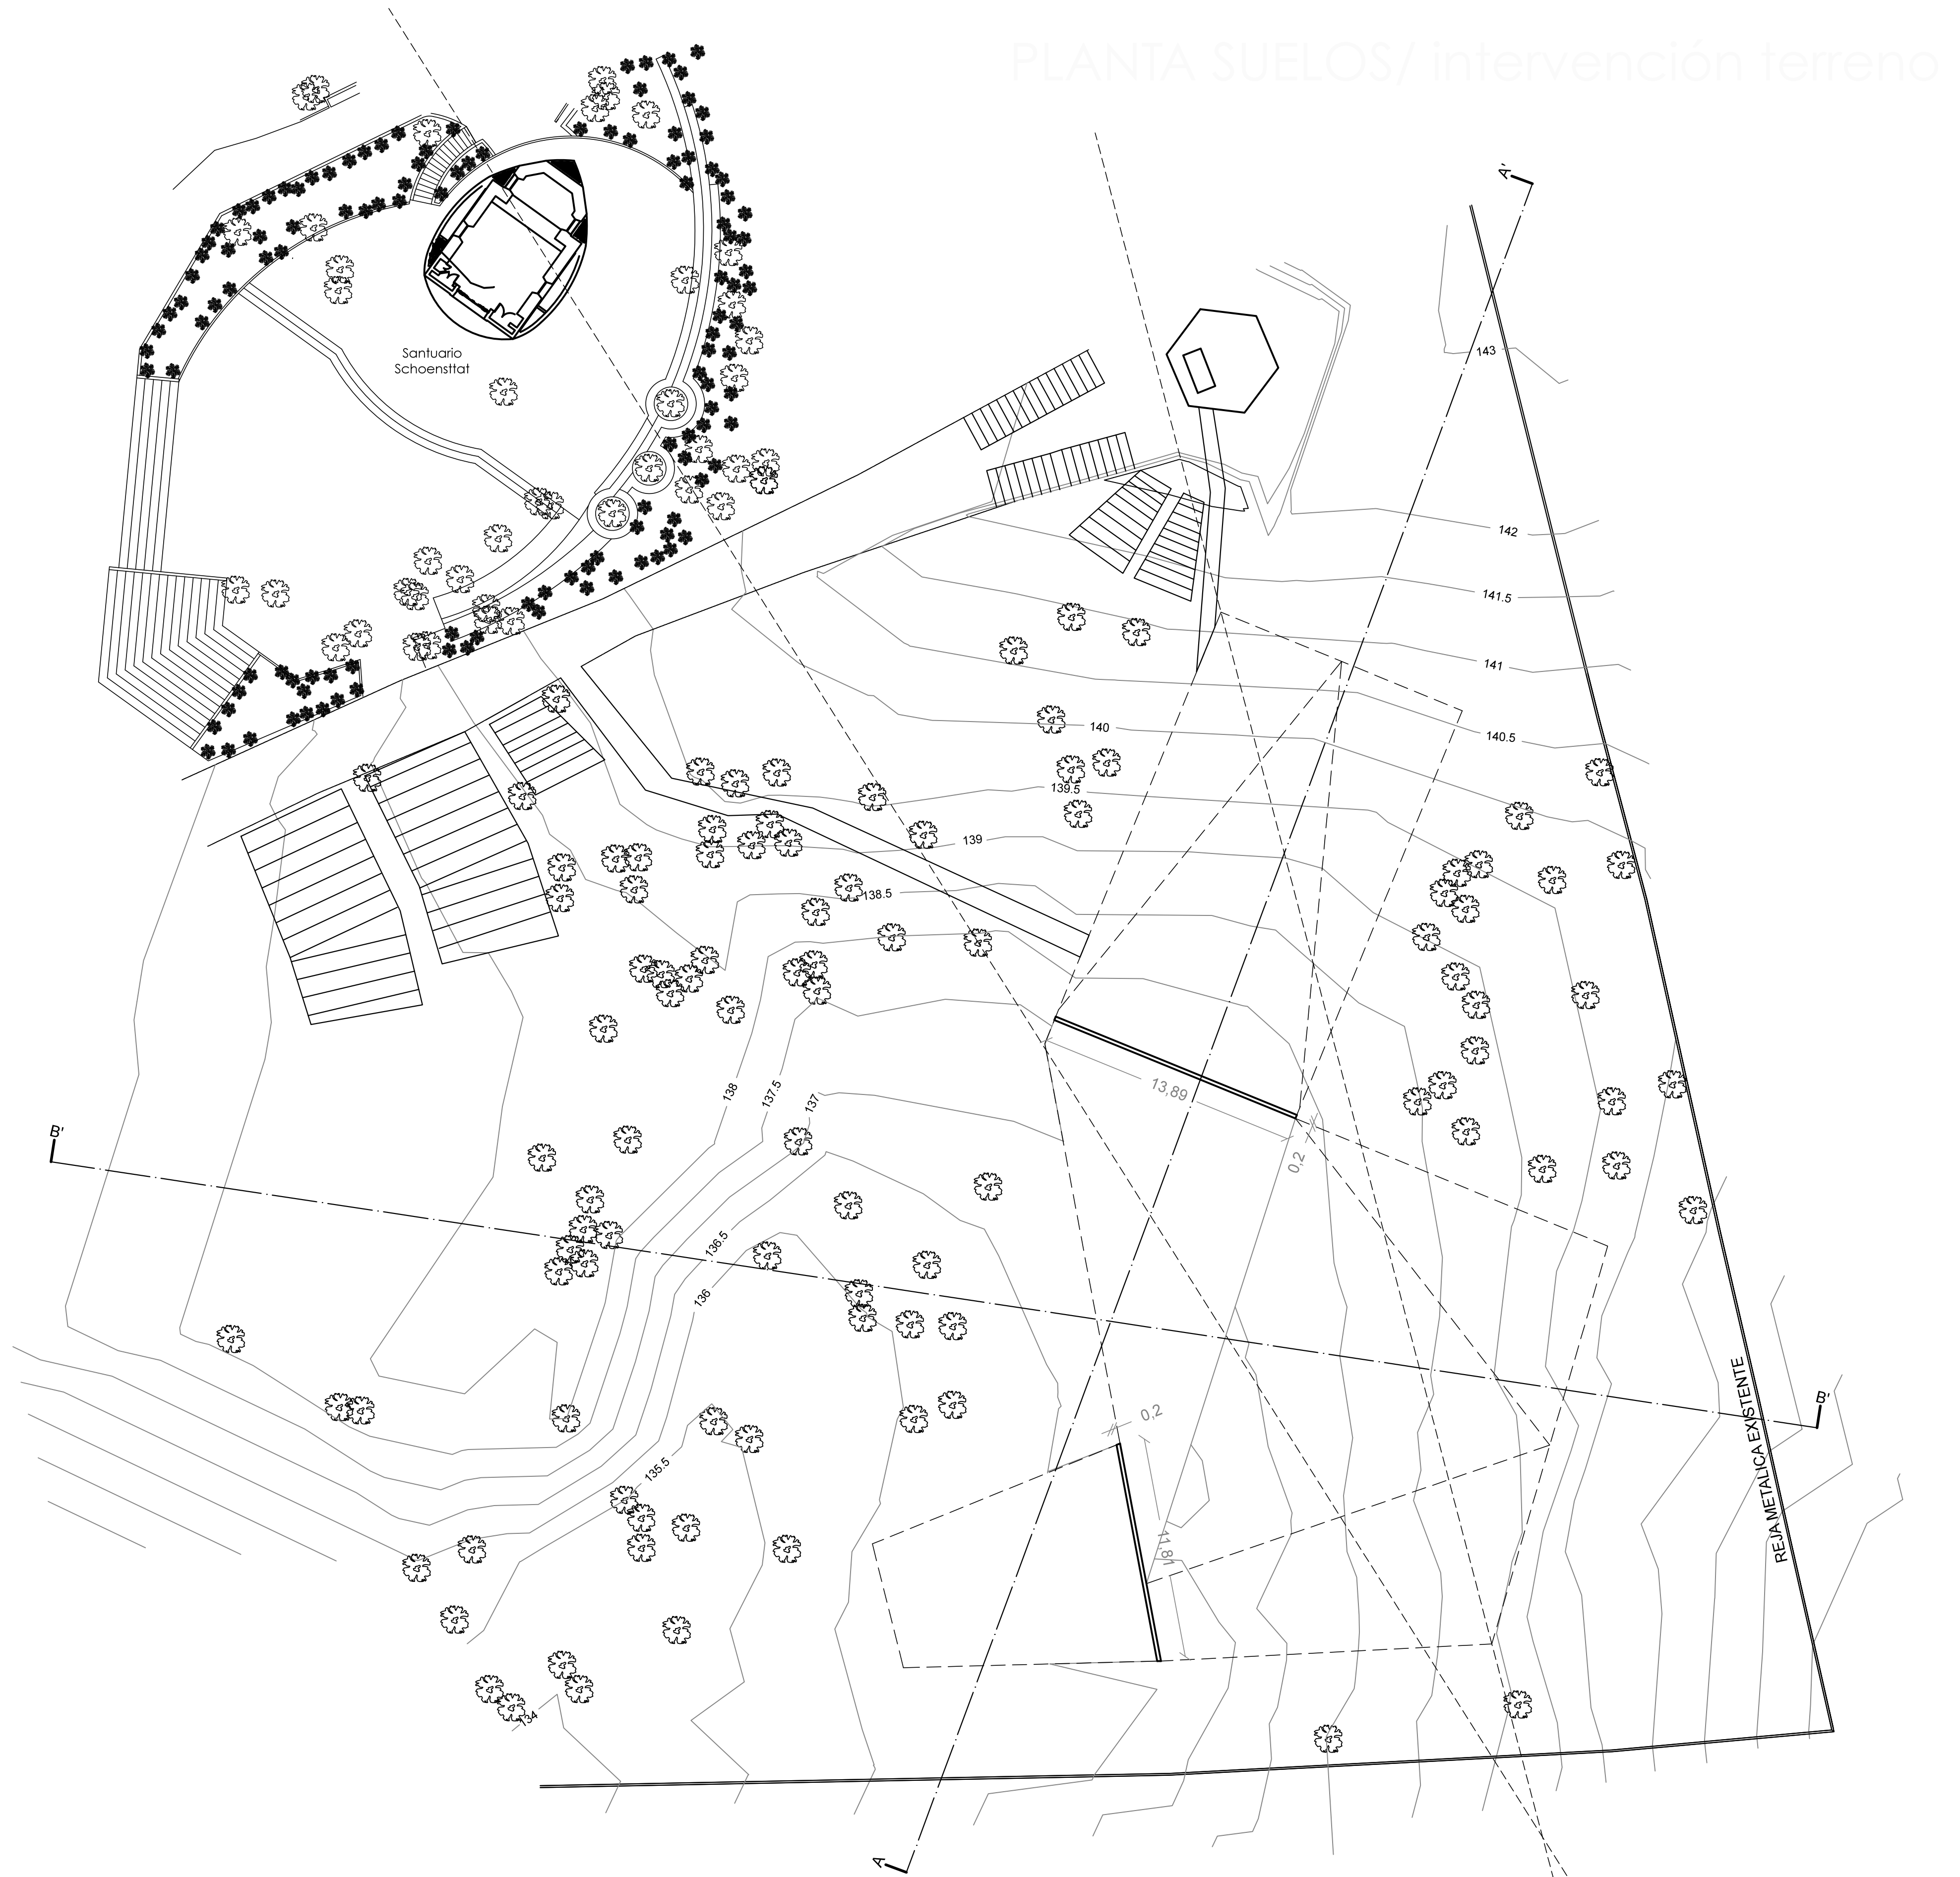 PLANTA SUELOS/ intervención terreno
A'
143
Santuario
Schoensttat
142
141.5
141
140
140.5
139.5
139
138.5
13,89
138
137.5
137
B'
0,2
136.5
136
REJA METALICA EXISTENTE
B'
0,2
135.5
11,81
134
A